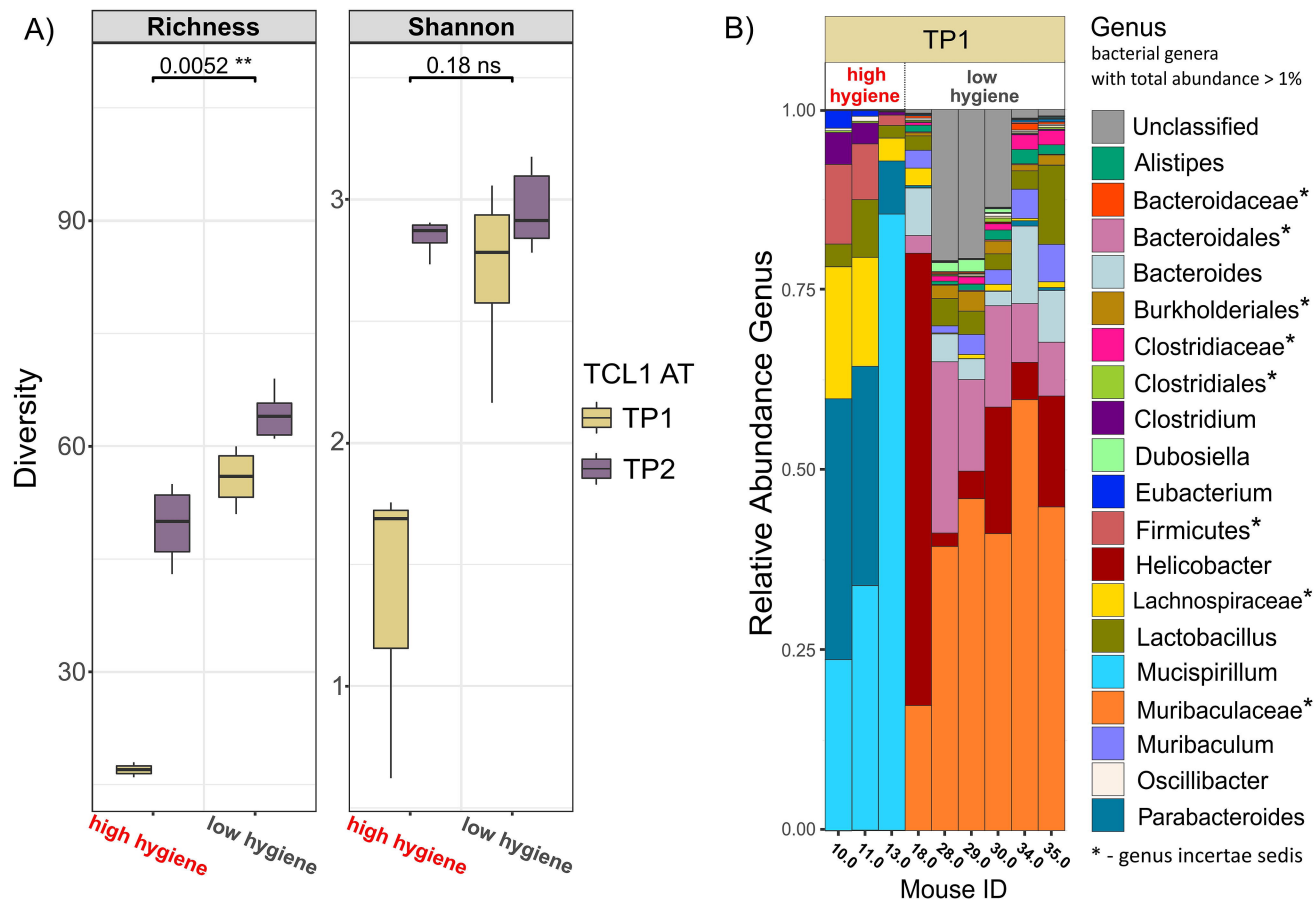 A)
Richness
Shannon
0.0052 **
0.18 ns
Diversity
90
60
30
3
2
1
high hygiene
low hygiene
high hygiene
low hygiene
TCL1 AT
TP1
TP2
B)
TP1
high
hygiene
low
hygiene
Relative Abundance Genus
1.00
0.75
0.50
0.25
0.00
10.0
11.0
13.0
18.0
28.0
29.0
30.0
34.0
35.0
Mouse ID
Genus
bacterial genera
with total abundance > 1%
Unclassified
Alistipes
Bacteroidaceae*
Bacteroidales*
Bacteroides
Burkholderiales*
Clostridiaceae*
Clostridiales*
Clostridium
Dubosiella
Eubacterium
Firmicutes*
Helicobacter
Lachnospiraceae*
Lactobacillus
Mucispirillum
Muribaculaceae*
Muribaculum
Oscillibacter
Parabacteroides
* - genus incertae sedis